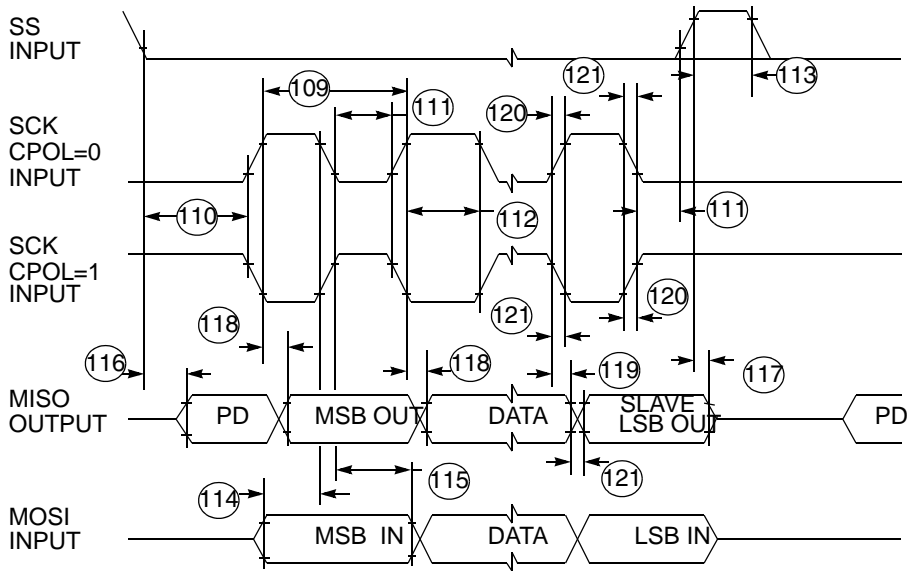 SS
INPUT
121
113
109
111
120
SCK
CPOL=0
INPUT
110
112
111
SCK
CPOL=1
INPUT
118
121
120
116
118
119
117
MISO
OUTPUT
PD
MSB OUT
DATA
SLAVE
LSB OUT
PD
121
114
115
MOSI
INPUT
MSB IN
DATA
LSB IN